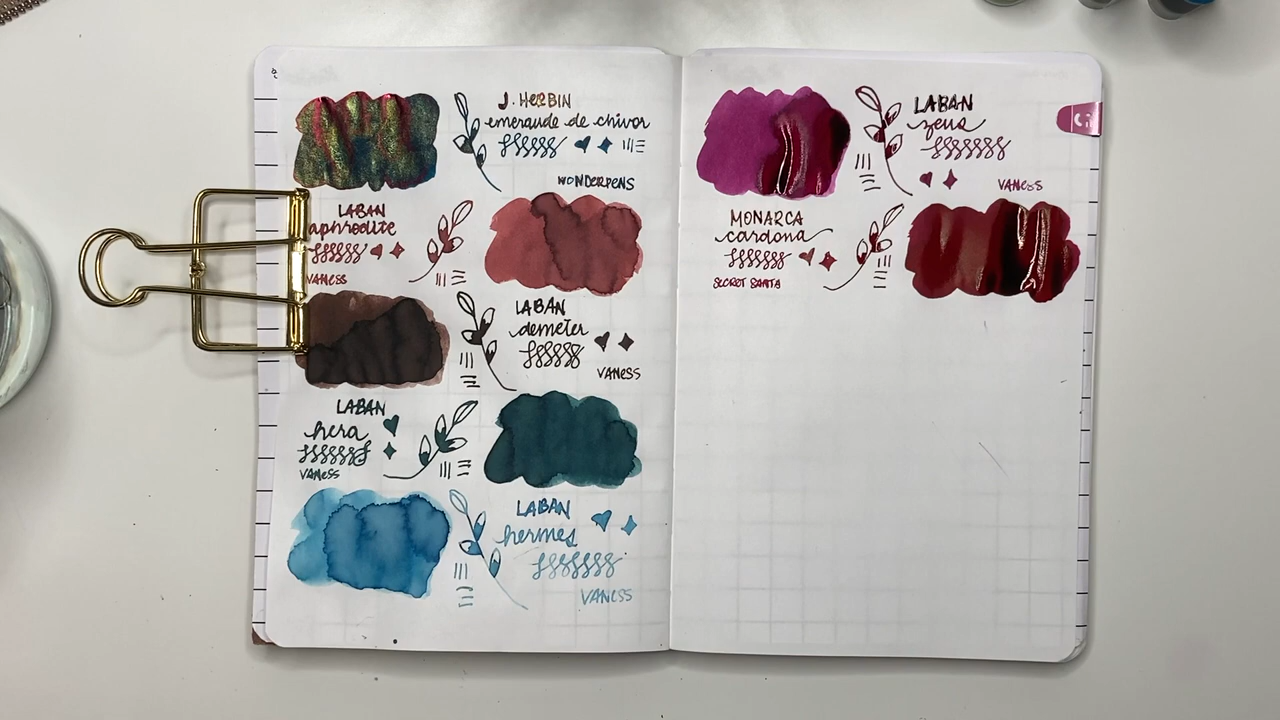 J. HERBIN
emeraude de chivor
WONDERPENS
LABAN
aphrodite
VANESS
LABAN
demeter
VANESS
LABAN
hera
VANESS
LABAN
hermes
VANESS
LABAN
zeus
VANESS
MONARCA
cardona
SECRET SANTA